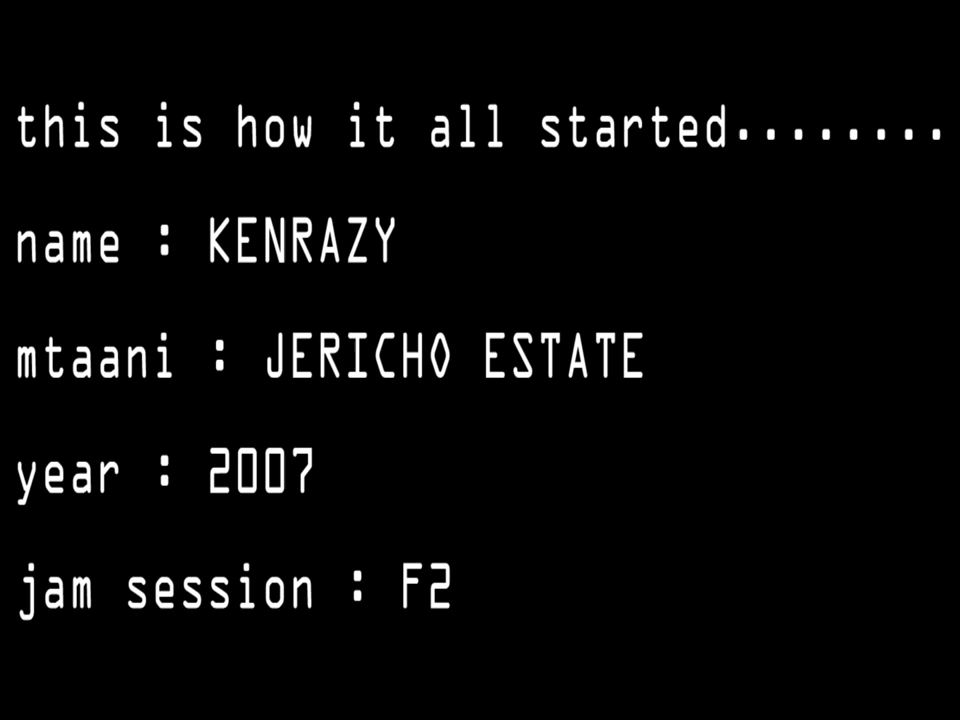 this is how it all started........
name : KENRAZY
mtaani : JERICHO ESTATE
year : 2007
jam session : F2